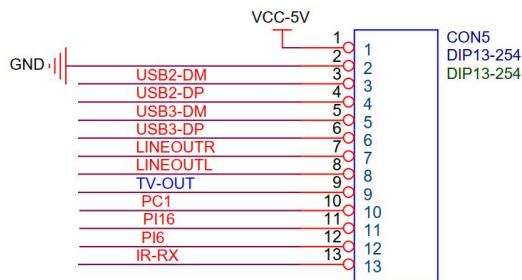 VCC-5V
CON5
DIP13-254
DIP13-254
1 1
GND 2 2
USB2-DM 3 3
USB2-DP 4 4
USB3-DM 5 5
USB3-DP 6 6
LINEOUTR 7 7
LINEOUTL 8 8
TV-OUT 9 9
PC1 10 10
PI16 11 11
PI6 12 12
IR-RX 13 13